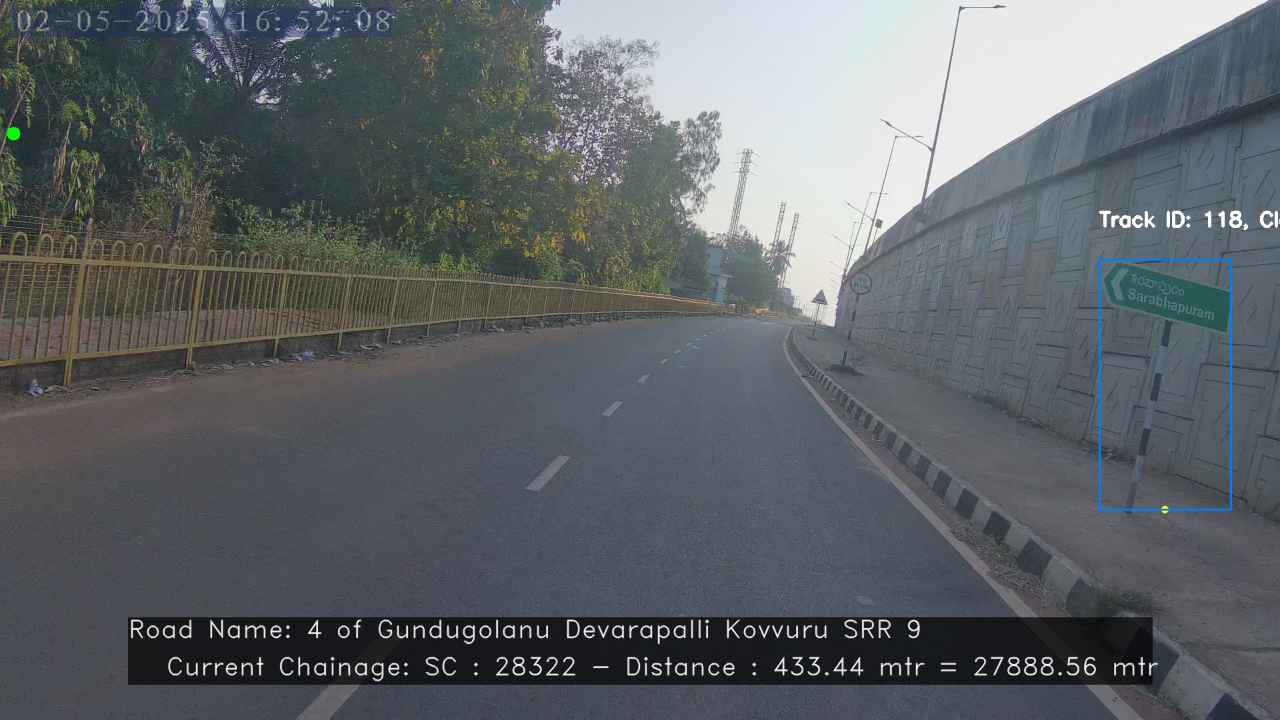 02-05-2025 16:52:08
Track ID: 118, Cl
Sarabhapuram
Road Name: 4 of Gundugolanu Devarapalli Kovvuru SRR 9
Current Chainage: SC : 28322 - Distance : 433.44 mtr = 27888.56 mtr